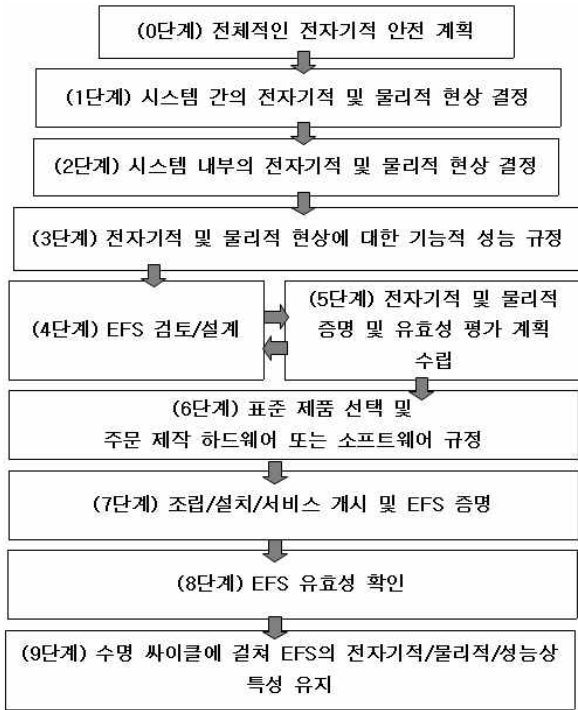 (0단계) 전체적인 전자기적 안전 계획
(1단계) 시스템 간의 전자기적 및 물리적 현상 결정
(2단계) 시스템 내부의 전자기적 및 물리적 현상 결정
(3단계) 전자기적 및 물리적 현상에 대한 기능적 성능 규정
(4단계) EFS 검토/설계
(5단계) 전자기적 및 물리적
증명 및 유효성 평가 계획
수립
(6단계) 표준 제품 선택 및
주문 제작 하드웨어 또는 소프트웨어 규정
(7단계) 조립/설치/서비스 개시 및 EFS 증명
(8단계) EFS 유효성 확인
(9단계) 수명 싸이클에 걸쳐 EFS의 전자기적/물리적/성능상
특성 유지